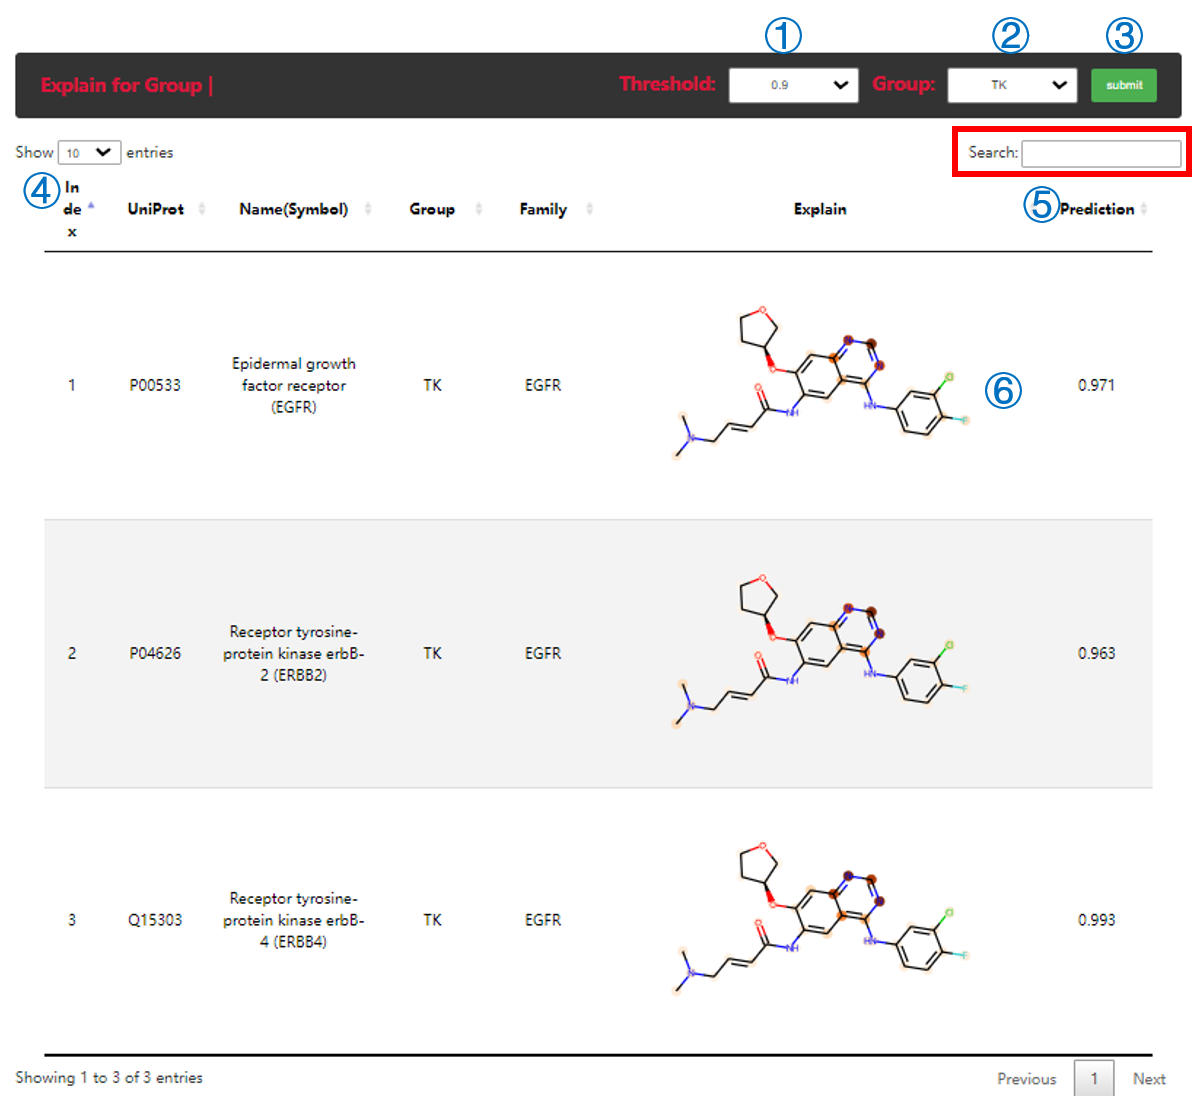 ① ② ③
Explain for Group | Threshold: 0.9 Group: TK submit
Show 10 entries Search:
④ In
de
x
UniProt Name(Symbol) Group Family Explain ⑤ Prediction
Epidermal growth
factor receptor
(EGFR)
1 P00533 TK EGFR ⑥ 0.971
O
N
N
O
Cl
O
HN
NH
F
N
Receptor tyrosine-
protein kinase erbB-
2 (ERBB2)
2 P04626 TK EGFR 0.963
O
N
N
O
Cl
O
HN
NH
F
N
Receptor tyrosine-
protein kinase erbB-
4 (ERBB4)
3 Q15303 TK EGFR 0.993
O
N
N
O
Cl
O
HN
NH
F
N
Showing 1 to 3 of 3 entries Previous 1 Next